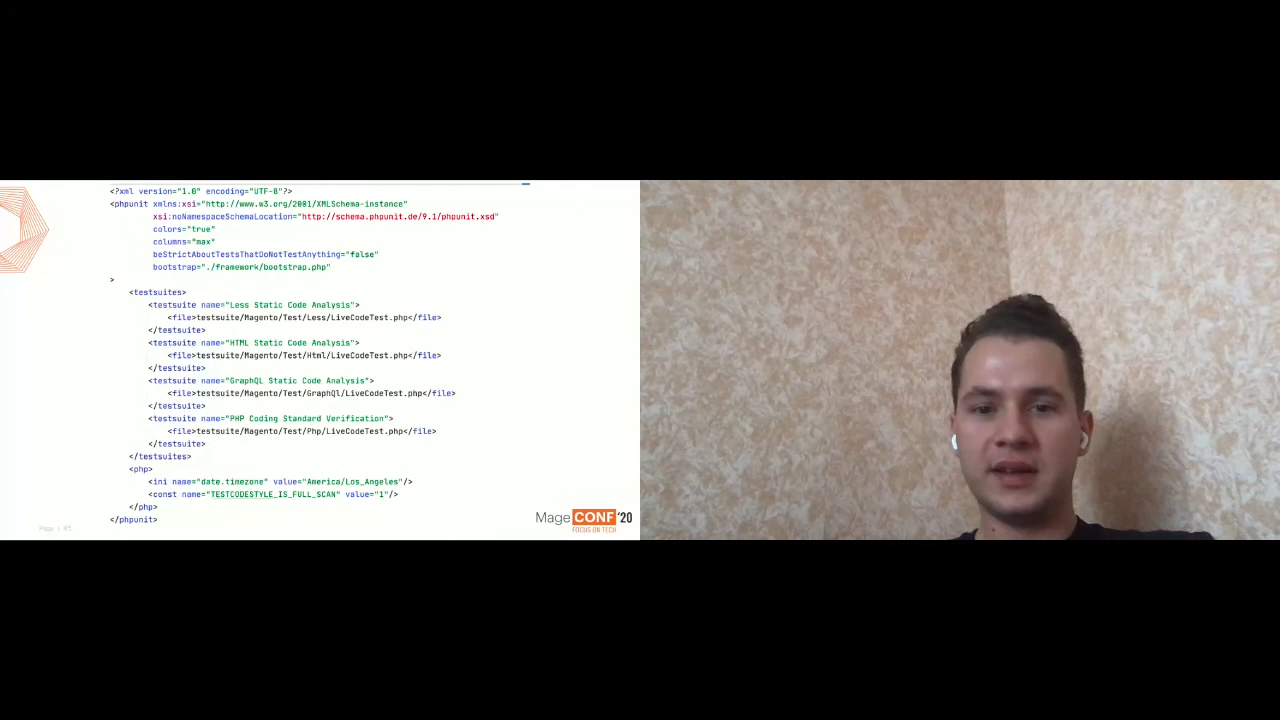 <?xml version="1.0" encoding="UTF-8"?>
<phpunit xmlns:xsi="http://www.w3.org/2001/XMLSchema-instance"
xsi:noNamespaceSchemaLocation="http://schema.phpunit.de/9.1/phpunit.xsd"
colors="true"
columns="max"
beStrictAboutTestsThatDoNotTestAnything="false"
bootstrap="./framework/bootstrap.php"
>
<testsuites>
<testsuite name="Less Static Code Analysis">
<file>testsuite/Magento/Test/Less/LiveCodeTest.php</file>
</testsuite>
<testsuite name="HTML Static Code Analysis">
<file>testsuite/Magento/Test/Html/LiveCodeTest.php</file>
</testsuite>
<testsuite name="GraphQL Static Code Analysis">
<file>testsuite/Magento/Test/GraphQl/LiveCodeTest.php</file>
</testsuite>
<testsuite name="PHP Coding Standard Verification">
<file>testsuite/Magento/Test/Php/LiveCodeTest.php</file>
</testsuite>
</testsuites>
<php>
<ini name="date.timezone" value="America/Los_Angeles"/>
<const name="TESTCODESTYLE_IS_FULL_SCAN" value="1"/>
</php>
</phpunit>
Page |
MageCONF '20
FOCUS ON TECH